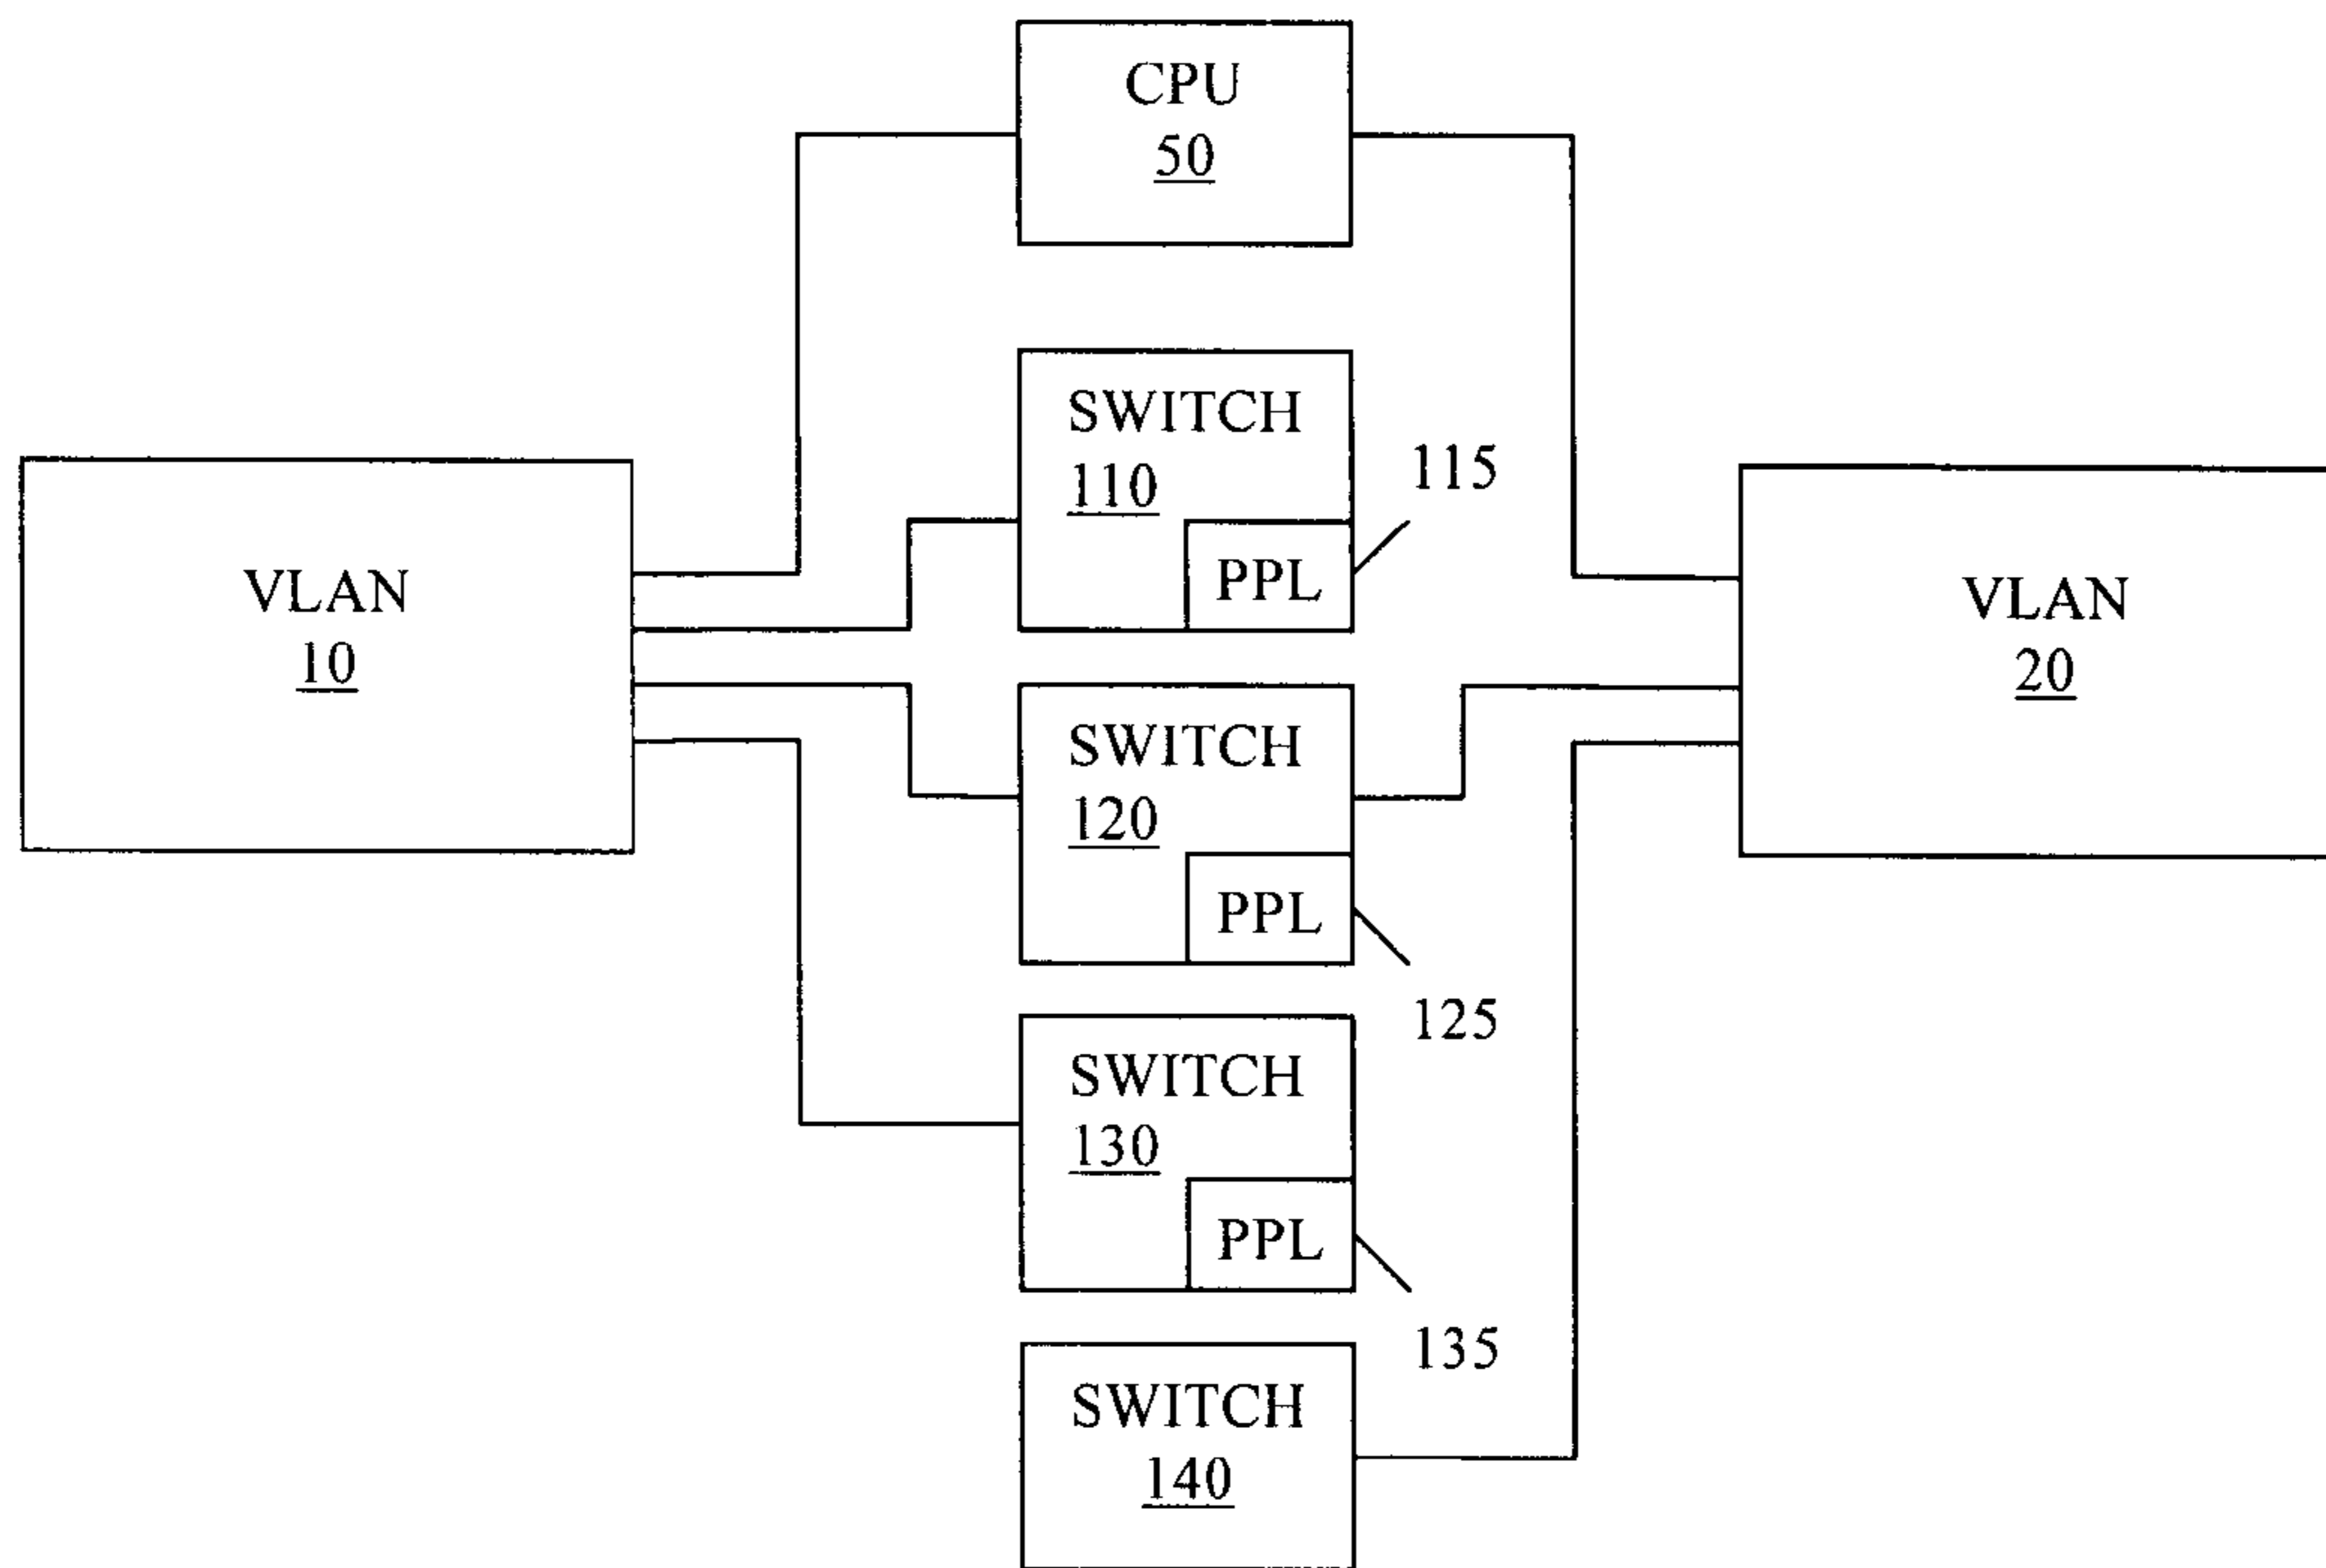 CPU
50
SWITCH
110
115
PPL
VLAN
10
VLAN
20
SWITCH
120
PPL
125
SWITCH
130
PPL
135
SWITCH
140